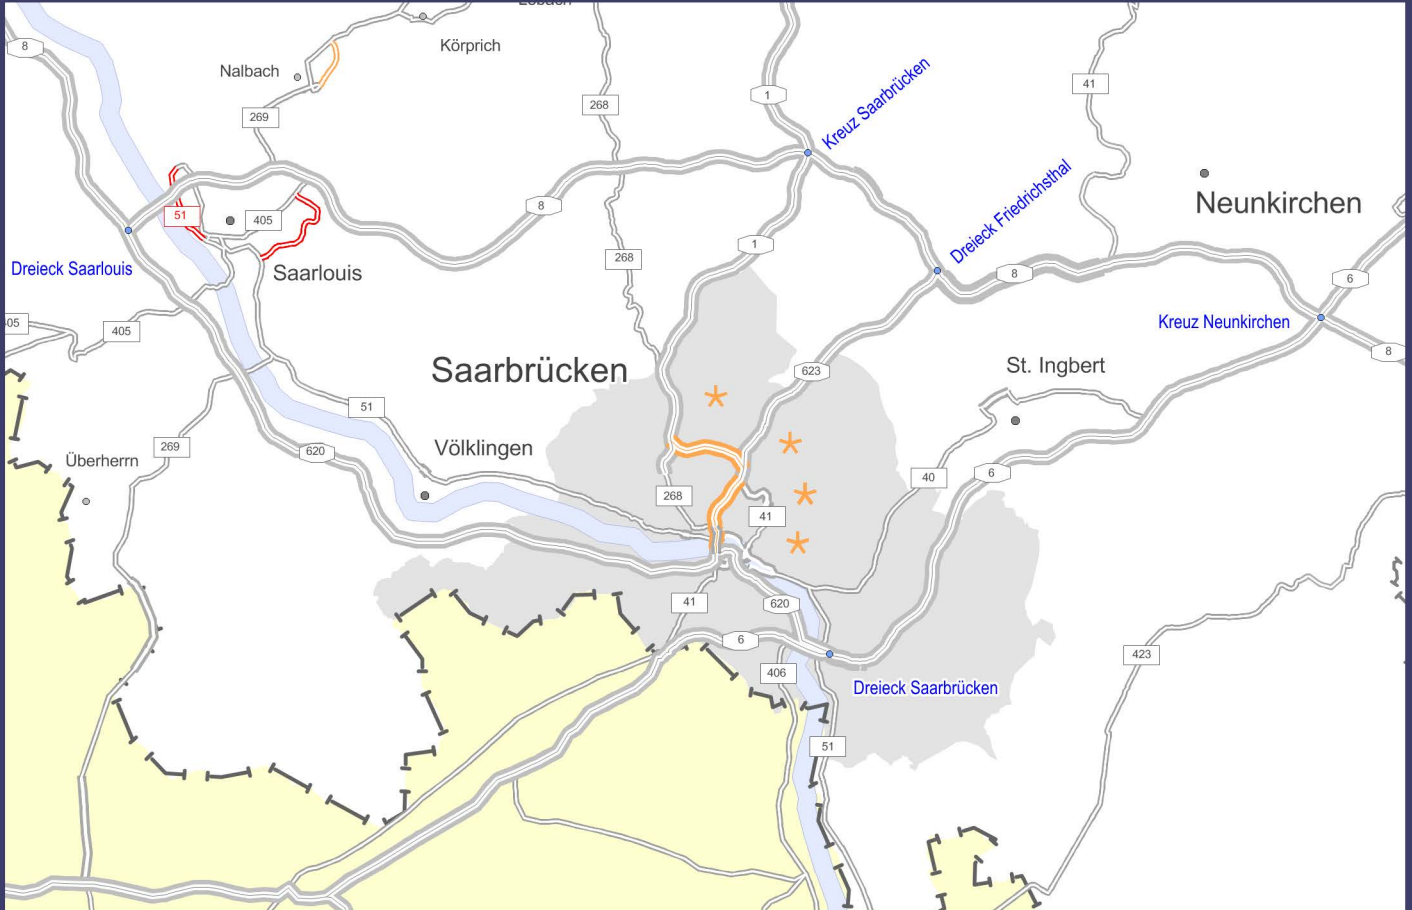 Lebach
8
Körprich
Nalbach
Kreuz Saarbrücken
1
41
268
269
Dreieck Friedrichsthal
Neunkirchen
8
51
405
1
268
Dreieck Saarlouis
Saarlouis
8
6
405
405
Kreuz Neunkirchen
8
Saarbrücken
623
St. Ingbert
51
269
Völklingen
620
Überherrn
40
6
268
41
41
620
6
423
406
Dreieck Saarbrücken
51